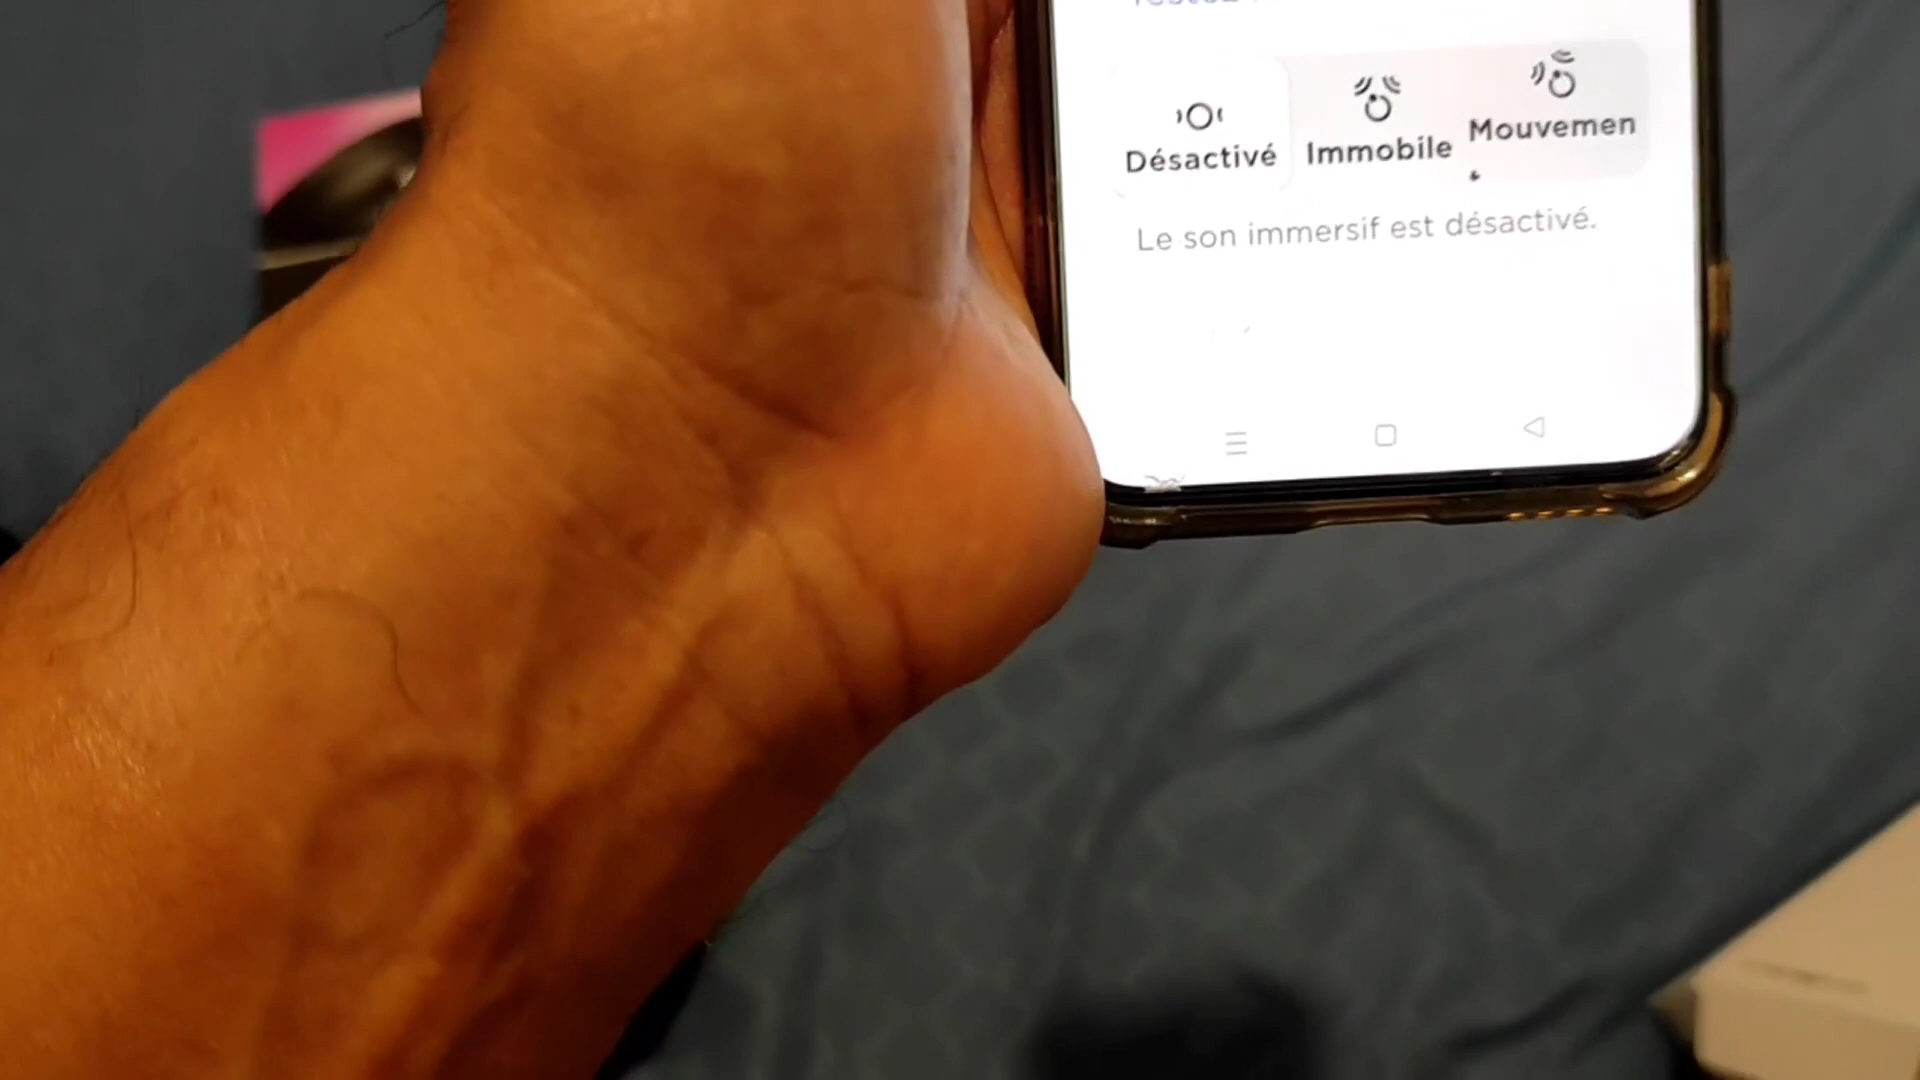 Désactivé
Immobile
Mouvemen
Le son immersif est désactivé.